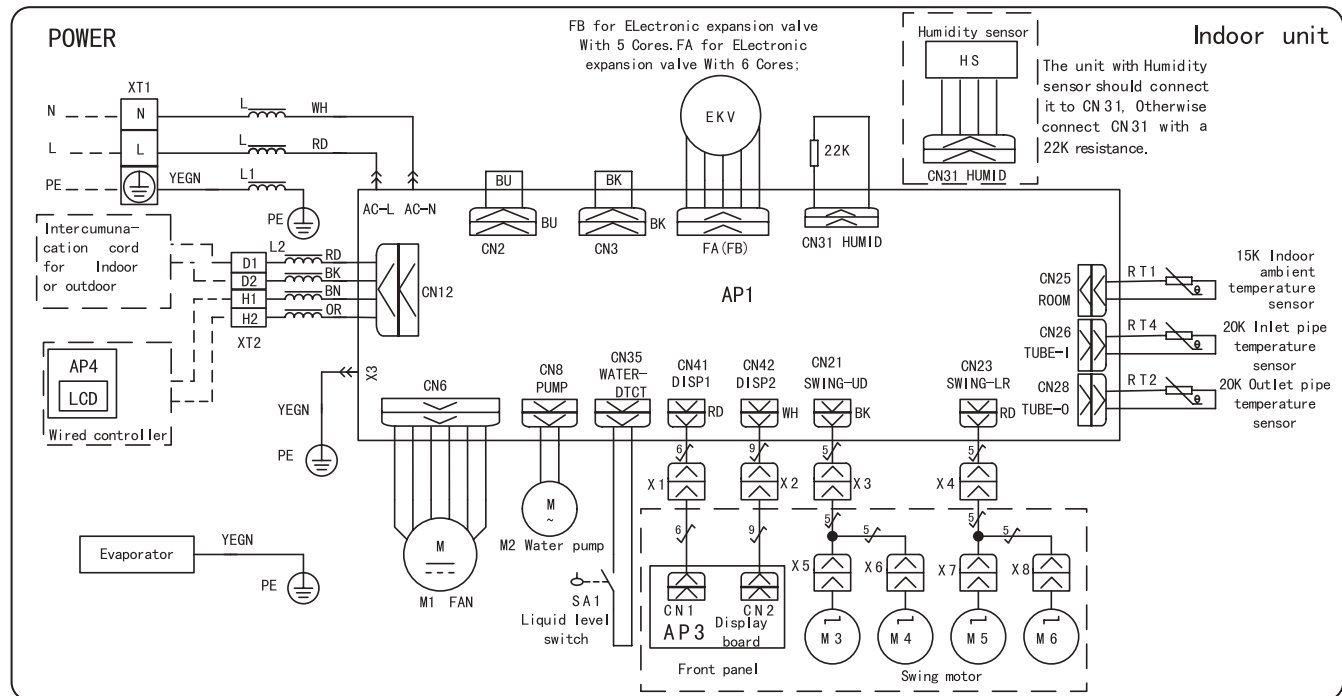 POWER
FB for ELectronic expansion valve
With 5 Cores. FA for ELectronic
expansion valve With 6 Cores;
Humidity sensor
HS
CN31 HUMID
Indoor unit
The unit with Humidity
sensor should connect
it to CN31, Otherwise
connect CN31 with a
22K resistance.
XT1
N
N
L
WH
L
L
L
RD
PE
YEGN
L1
PE
AC-L
AC-N
BU
BU
CN2
BK
BK
CN3
EKV
FA(FB)
22K
CN31 HUMID
Intercumuna-
cation cord
for Indoor
or outdoor
D1
D2
H1
H2
XT2
L2
RD
BK
BN
OR
CN12
AP1
CN25
ROOM
RT1
θ
15K Indoor
ambient
temperature
sensor
CN26
TUBE-I
RT4
θ
20K Inlet pipe
temperature
sensor
CN28
TUBE-O
RT2
θ
20K Outlet pipe
temperature
sensor
AP4
LCD
Wired controller
X3
YEGN
PE
CN6
CN8
PUMP
CN35
WATER-
DTCT
CN41
DISP1
RD
CN42
DISP2
WH
CN21
SWING-UD
BK
CN23
SWING-LR
RD
6
9
5
5
X1
X2
X3
X4
6
9
5
5
5
5
M
M1 FAN
M
~
M2 Water pump
SA1
Liquid level
switch
X5
X6
X7
X8
CN1
CN2
AP3
Display
board
Front panel
M3
M4
M5
M6
Swing motor
Evaporator
YEGN
PE